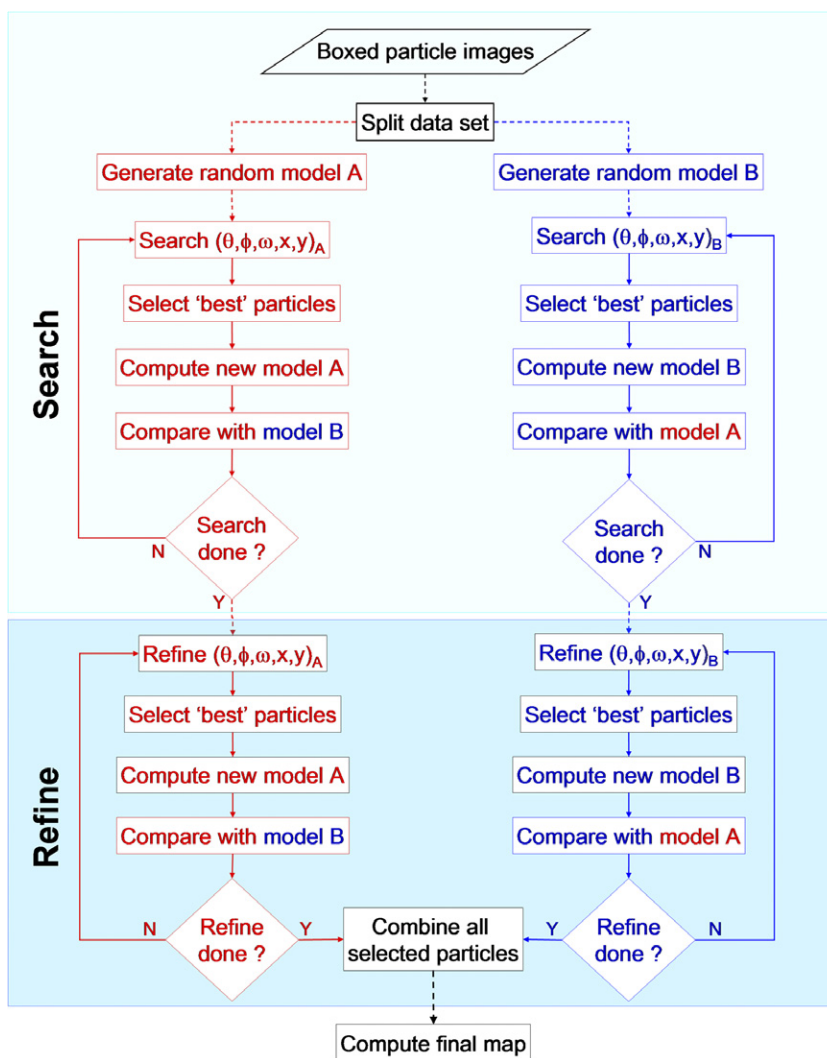 Boxed particle images
Split data set
Generate random model A
Generate random model B
Search
Search (θ,ϕ,ω,x,y)A
Search (θ,ϕ,ω,x,y)B
Select ‘best’ particles
Select ‘best’ particles
Compute new model A
Compute new model B
Compare with model B
Compare with model A
Search
done ?
N
Y
Search
done ?
N
Y
Refine
Refine (θ,ϕ,ω,x,y)A
Refine (θ,ϕ,ω,x,y)B
Select ‘best’ particles
Select ‘best’ particles
Compute new model A
Compute new model B
Compare with model B
Compare with model A
N
Refine
done ?
Y
Combine all
selected particles
Y
Refine
done ?
N
Compute final map